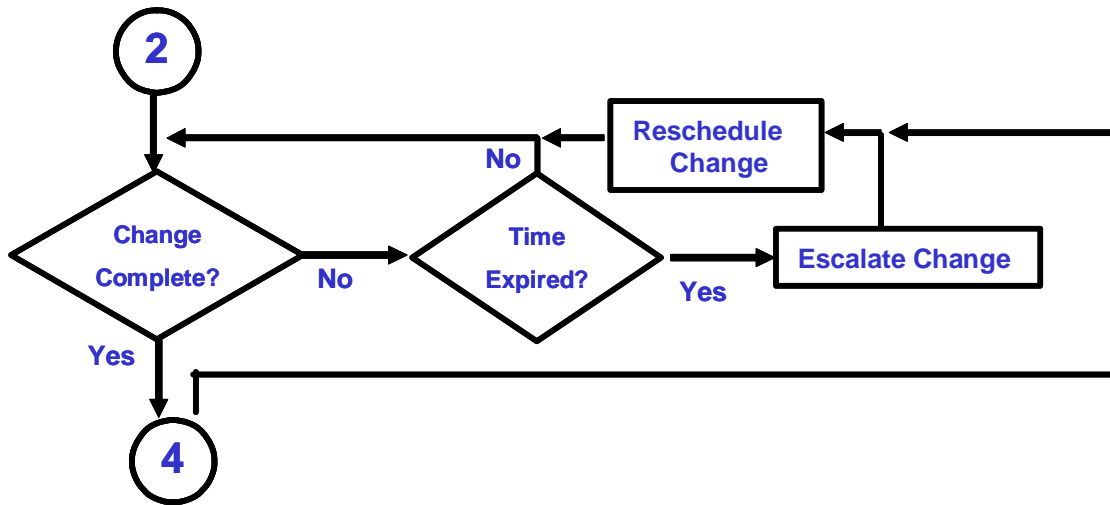 2
Reschedule
Change
No
Change
Complete?
No
Time
Expired?
Yes
Escalate Change
Yes
4